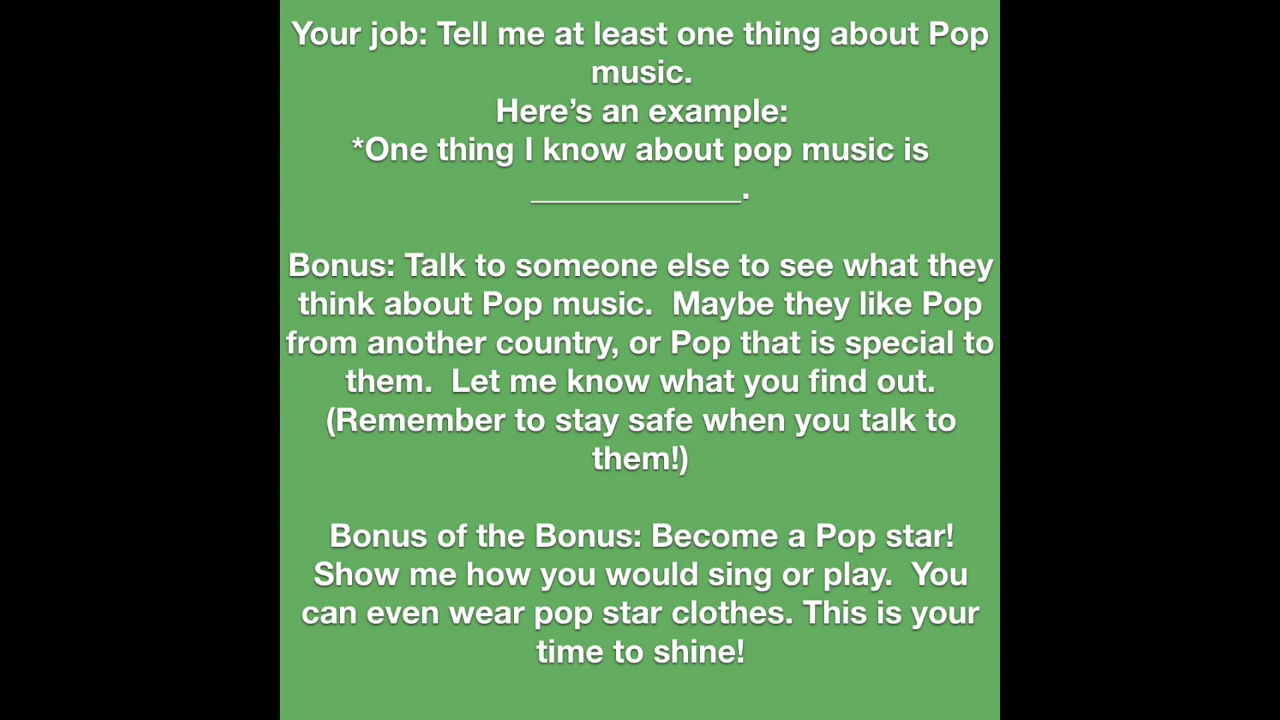 Your job: Tell me at least one thing about Pop
music.
Here’s an example:
*One thing I know about pop music is
_____________.
Bonus: Talk to someone else to see what they
think about Pop music.  Maybe they like Pop
from another country, or Pop that is special to
them.  Let me know what you find out.
(Remember to stay safe when you talk to
them!)
Bonus of the Bonus: Become a Pop star!
Show me how you would sing or play.  You
can even wear pop star clothes. This is your
time to shine!